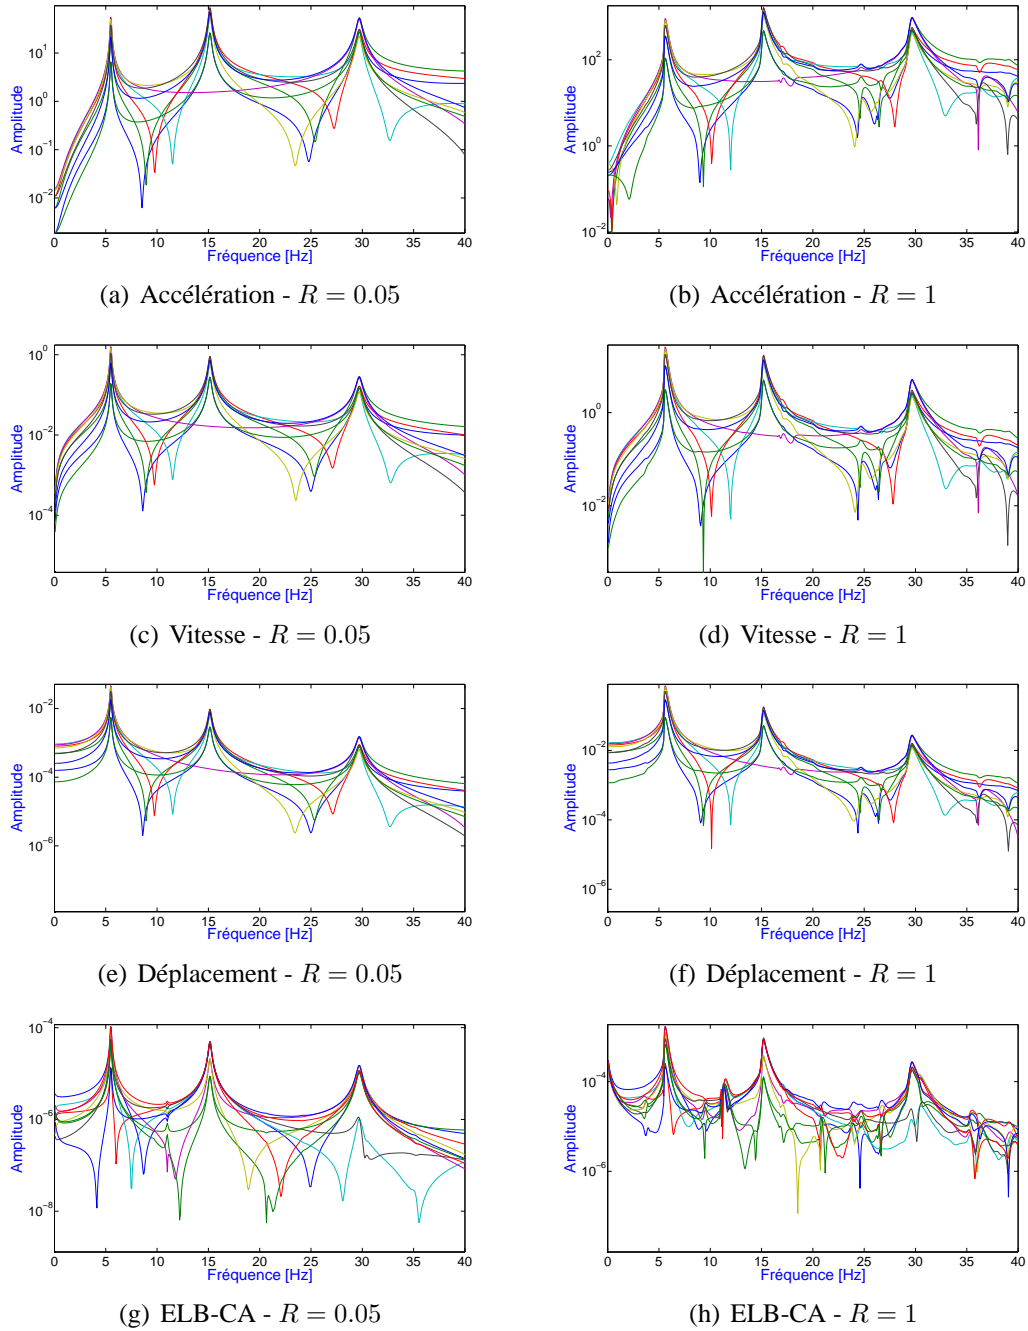 10^1
10^0
10^-1
10^-2
Amplitude
0 5 10 15 20 25 30 35 40
Fréquence [Hz]
(a) Accélération - R = 0.05
10^2
10^0
10^-2
Amplitude
0 5 10 15 20 25 30 35 40
Fréquence [Hz]
(b) Accélération - R = 1
10^0
10^-2
10^-4
Amplitude
0 5 10 15 20 25 30 35 40
Fréquence [Hz]
(c) Vitesse - R = 0.05
10^0
10^-2
Amplitude
0 5 10 15 20 25 30 35 40
Fréquence [Hz]
(d) Vitesse - R = 1
10^-2
10^-4
10^-6
Amplitude
0 5 10 15 20 25 30 35 40
Fréquence [Hz]
(e) Déplacement - R = 0.05
10^-2
10^-4
10^-6
Amplitude
0 5 10 15 20 25 30 35 40
Fréquence [Hz]
(f) Déplacement - R = 1
10^-4
10^-6
10^-8
Amplitude
0 5 10 15 20 25 30 35 40
Fréquence [Hz]
(g) ELB-CA - R = 0.05
10^-4
10^-6
Amplitude
0 5 10 15 20 25 30 35 40
Fréquence [Hz]
(h) ELB-CA - R = 1